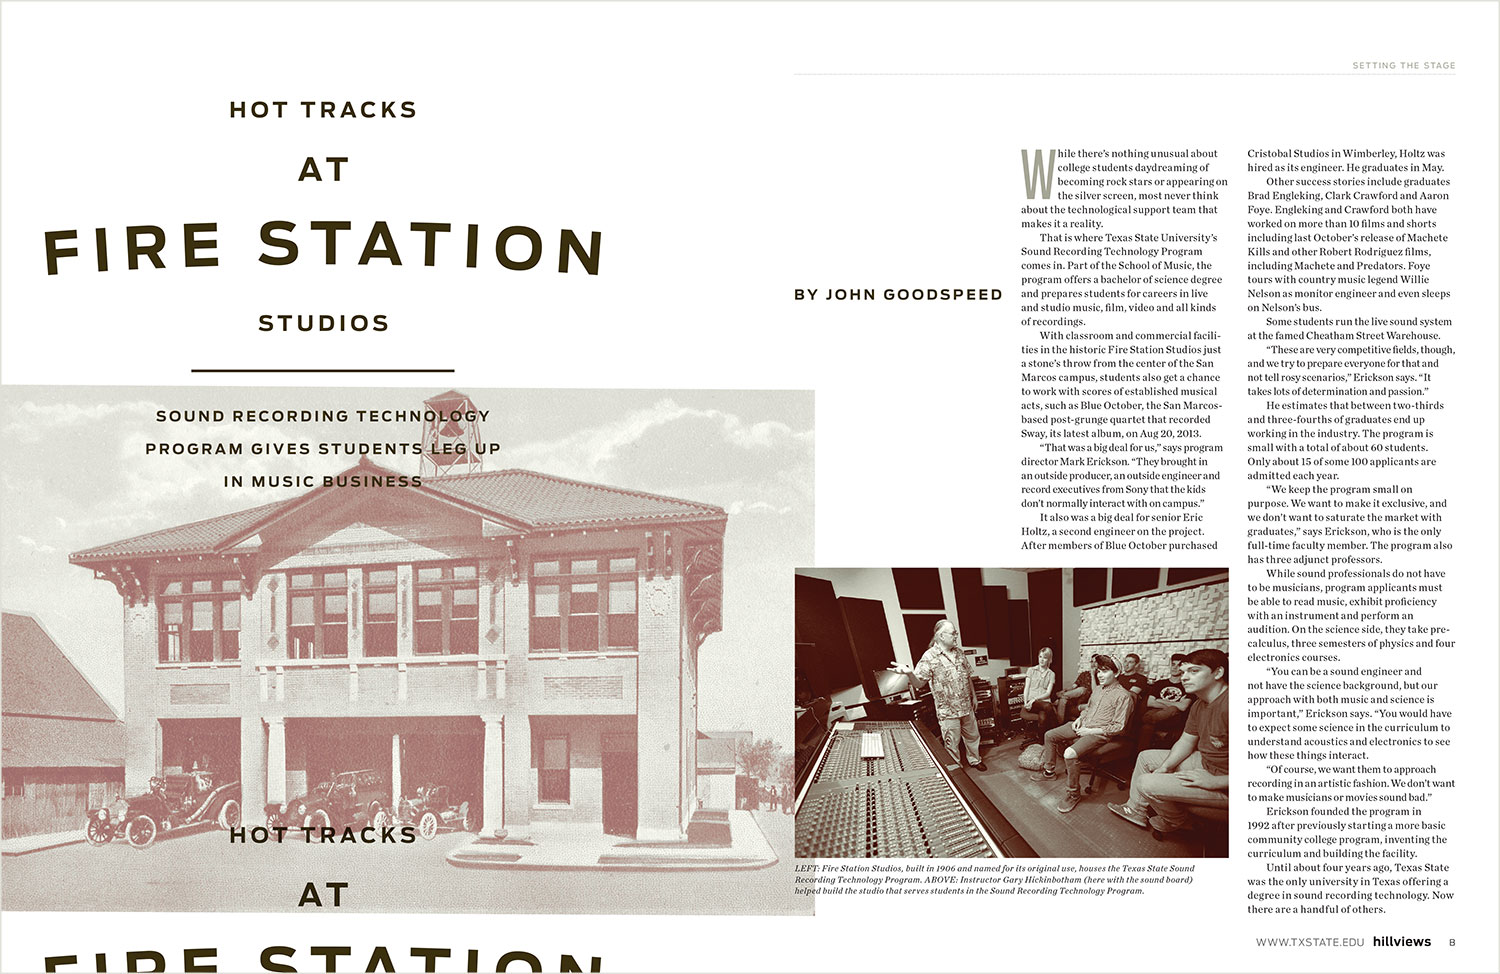 HOT TRACKS
AT
FIRE STATION
STUDIOS
SOUND RECORDING TECHNOLOGY
PROGRAM GIVES STUDENTS LEG UP
IN MUSIC BUSINESS
HOT TRACKS
AT
FIRE STATION
SETTING THE STAGE
BY JOHN GOODSPEED
While there’s nothing unusual about
college students daydreaming of
becoming rock stars or appearing on
the silver screen, most never think
about the technological support team that
makes it a reality.
That is where Texas State University’s
Sound Recording Technology Program
comes in. Part of the School of Music, the
program offers a bachelor of science degree
and prepares students for careers in live
and studio music, film, video and all kinds
of recordings.
With classroom and commercial facili-
ties in the historic Fire Station Studios just
a stone’s throw from the center of the San
Marcos campus, students also get a chance
to work with scores of established musical
acts, such as Blue October, the San Marcos-
based post-grunge quartet that recorded
Sway, its latest album, on Aug 20, 2013.
“That was a big deal for us,” says program
director Mark Erickson. “They brought in
an outside producer, an outside engineer and
record executives from Sony that the kids
don’t normally interact with on campus.”
It also was a big deal for senior Eric
Holtz, a second engineer on the project.
After members of Blue October purchased
Cristobal Studios in Wimberley, Holtz was
hired as its engineer. He graduates in May.
Other success stories include graduates
Brad Engleking, Clark Crawford and Aaron
Foye. Engleking and Crawford both have
worked on more than 10 films and shorts
including last October’s release of Machete
Kills and other Robert Rodriguez films,
including Machete and Predators. Foye
tours with country music legend Willie
Nelson as monitor engineer and even sleeps
on Nelson’s bus.
Some students run the live sound system
at the famed Cheatham Street Warehouse.
“These are very competitive fields, though,
and we try to prepare everyone for that and
not tell rosy scenarios,” Erickson says. “It
takes lots of determination and passion.”
He estimates that between two-thirds
and three-fourths of graduates end up
working in the industry. The program is
small with a total of about 60 students.
Only about 15 of some 100 applicants are
admitted each year.
“We keep the program small on
purpose. We want to make it exclusive, and
we don’t want to saturate the market with
graduates,” says Erickson, who is the only
full-time faculty member. The program also
has three adjunct professors.
While sound professionals do not have
to be musicians, program applicants must
be able to read music, exhibit proficiency
with an instrument and perform an
audition. On the science side, they take pre-
calculus, three semesters of physics and four
electronics courses.
“You can be a sound engineer and
not have the science background, but our
approach with both music and science is
important,” Erickson says. “You would have
to expect some science in the curriculum to
understand acoustics and electronics to see
how these things interact.
“Of course, we want them to approach
recording in an artistic fashion. We don’t want
to make musicians or movies sound bad.”
Erickson founded the program in
1992 after previously starting a more basic
community college program, inventing the
curriculum and building the facility.
Until about four years ago, Texas State
was the only university in Texas offering a
degree in sound recording technology. Now
there are a handful of others.
LEFT: Fire Station Studios, built in 1906 and named for its original use, houses the Texas State Sound
Recording Technology Program. ABOVE: Instructor Gary Hickinbotham (here with the sound board)
helped build the studio that serves students in the Sound Recording Technology Program.
WWW.TXSTATE.EDU hillviews B